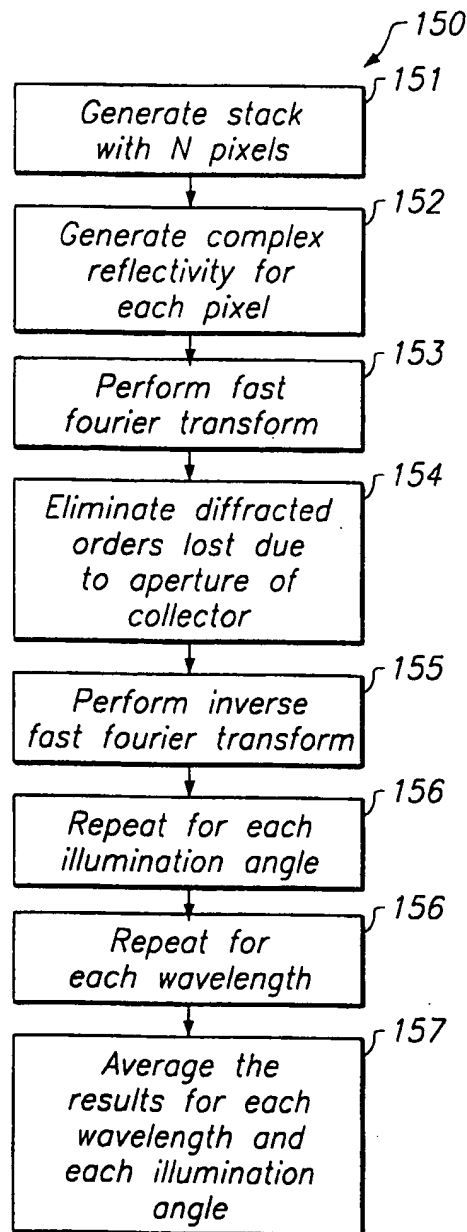 150
151
Generate stack
with N pixels
152
Generate complex
reflectivity for
each pixel
153
Perform fast
fourier transform
154
Eliminate diffracted
orders lost due
to aperture of
collector
155
Perform inverse
fast fourier transform
156
Repeat for each
illumination angle
156
Repeat for
each wavelength
157
Average the
results for each
wavelength and
each illumination
angle